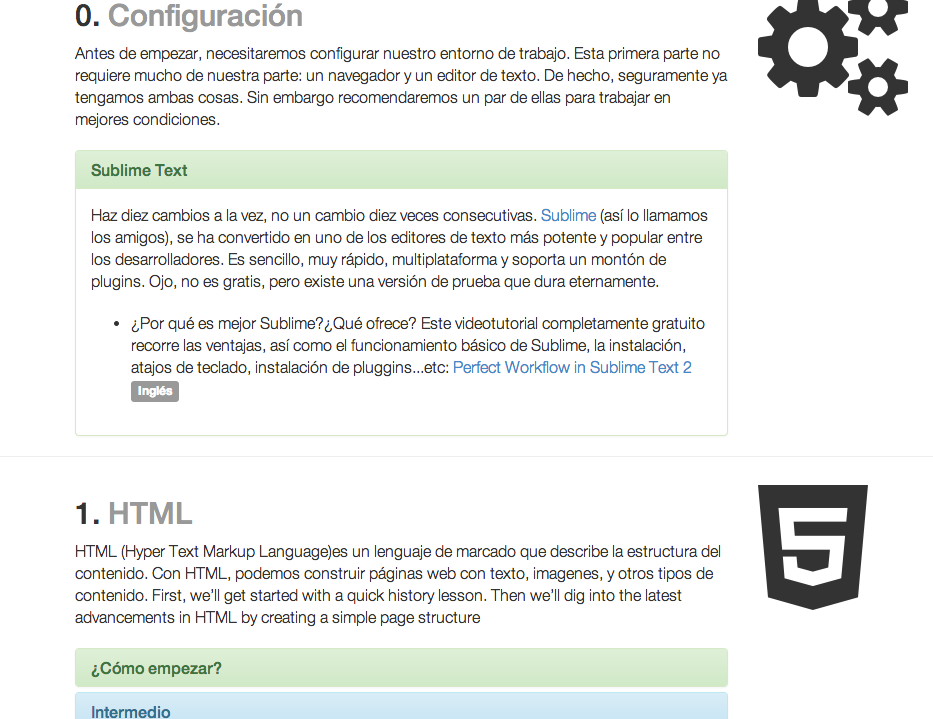 0. Configuración
Antes de empezar, necesitaremos configurar nuestro entorno de trabajo. Esta primera parte no
requiere mucho de nuestra parte: un navegador y un editor de texto. De hecho, seguramente ya
tengamos ambas cosas. Sin embargo recomendaremos un par de ellas para trabajar en
mejores condiciones.
Sublime Text
Haz diez cambios a la vez, no un cambio diez veces consecutivas. Sublime (así lo llamamos
los amigos), se ha convertido en uno de los editores de texto más potente y popular entre
los desarrolladores. Es sencillo, muy rápido, multiplataforma y soporta un montón de
plugins. Ojo, no es gratis, pero existe una versión de prueba que dura eternamente.
• ¿Por qué es mejor Sublime?¿Qué ofrece? Este videotutorial completamente gratuito
recorre las ventajas, así como el funcionamiento básico de Sublime, la instalación,
atajos de teclado, instalación de pluggins...etc: Perfect Workflow in Sublime Text 2
Inglés
1. HTML
HTML (Hyper Text Markup Language)es un lenguaje de marcado que describe la estructura del
contenido. Con HTML, podemos construir páginas web con texto, imagenes, y otros tipos de
contenido. First, we'll get started with a quick history lesson. Then we'll dig into the latest
advancements in HTML by creating a simple page structure
¿Cómo empezar?
Intermedio